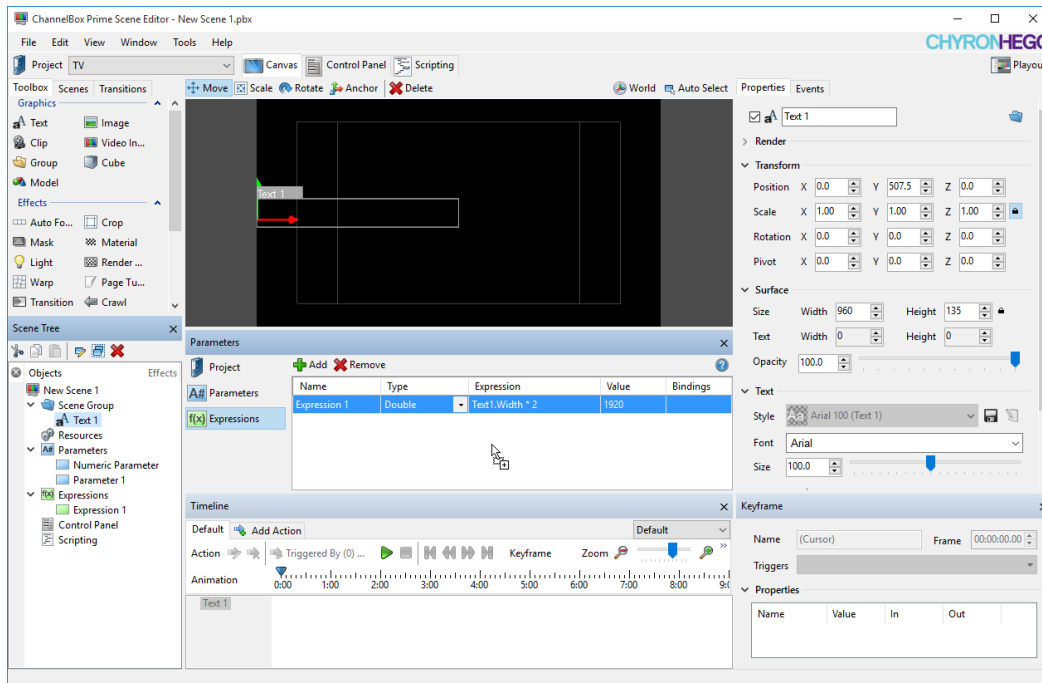 ChannelBox Prime Scene Editor - New Scene 1.pbx
File Edit View Window Tools Help
CHYRONHEGO
Project TV Canvas Control Panel Scripting
Playou
Toolbox Scenes Transitions
Move Scale Rotate Anchor Delete World Auto Select
Properties Events
Graphics
Text Image
Clip Video In...
Group Cube
Model
Effects
Auto Fo... Crop
Mask Material
Light Render ...
Warp Page Tu...
Transition Crawl
Text 1
Text 1
Render
Transform
Position X 0.0 Y 507.5 Z 0.0
Scale X 1.00 Y 1.00 Z 1.00
Rotation X 0.0 Y 0.0 Z 0.0
Pivot X 0.0 Y 0.0 Z 0.0
Surface
Size Width 960 Height 135
Text Width 0 Height 0
Opacity 100.0
Text
Style Aa Arial 100 (Text 1)
Font Arial
Size 100.0
Scene Tree
Objects Effects
New Scene 1
Scene Group
Text 1
Resources
A# Parameters
Numeric Parameter
Parameter 1
f(x) Expressions
Expression 1
Control Panel
Scripting
Parameters
Project
A# Parameters
f(x) Expressions
Add Remove
Name Type Expression Value Bindings
Expression 1 Double Text1.Width * 2 1920
Timeline
Default Add Action Default
Action Triggered By (0) ... Keyframe Zoom
Animation 0:00 1:00 2:00 3:00 4:00 5:00 6:00 7:00 8:00 9:0
Text 1
Keyframe
Name (Cursor) Frame 00:00:00.00
Triggers
Properties
Name Value In Out